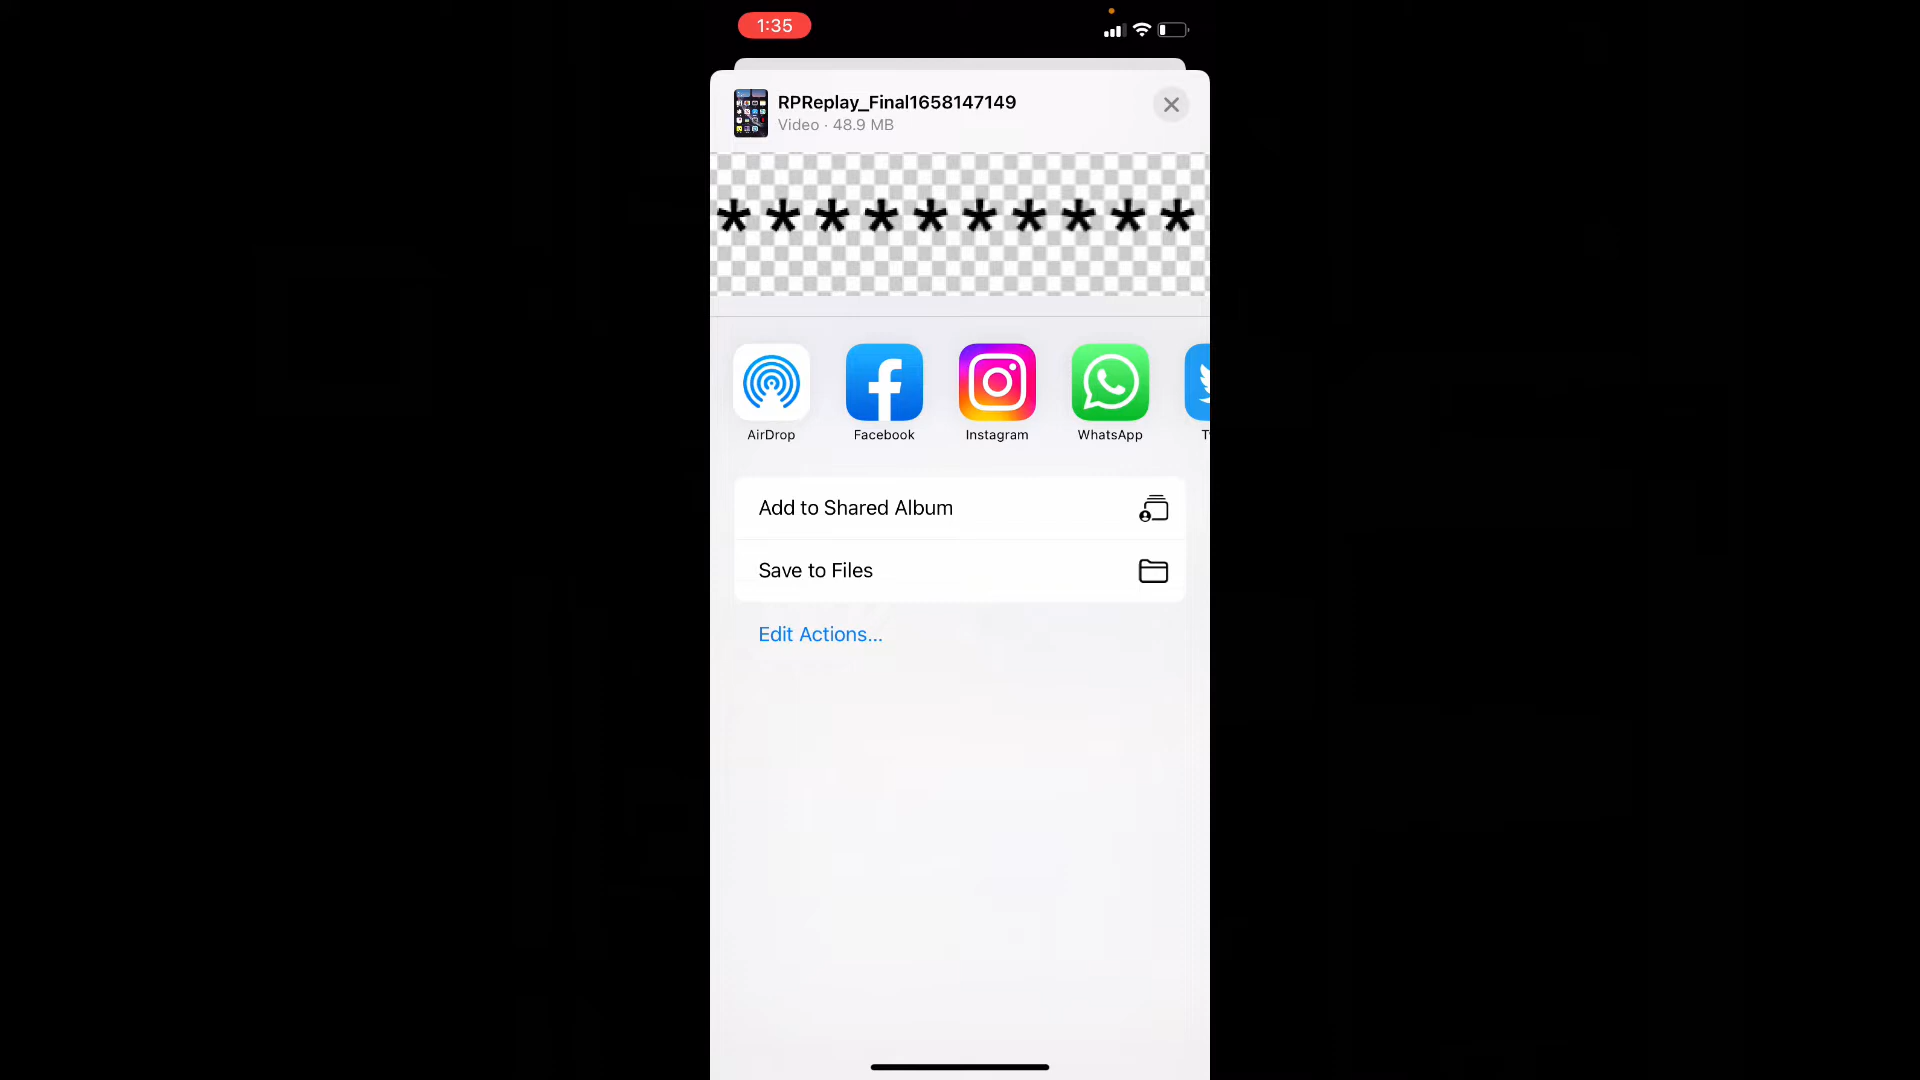 1:35
RPReplay_Final1658147149
Video · 48.9 MB
* * * * * * * * * *
AirDrop
Facebook
Instagram
WhatsApp
Add to Shared Album
Save to Files
Edit Actions...